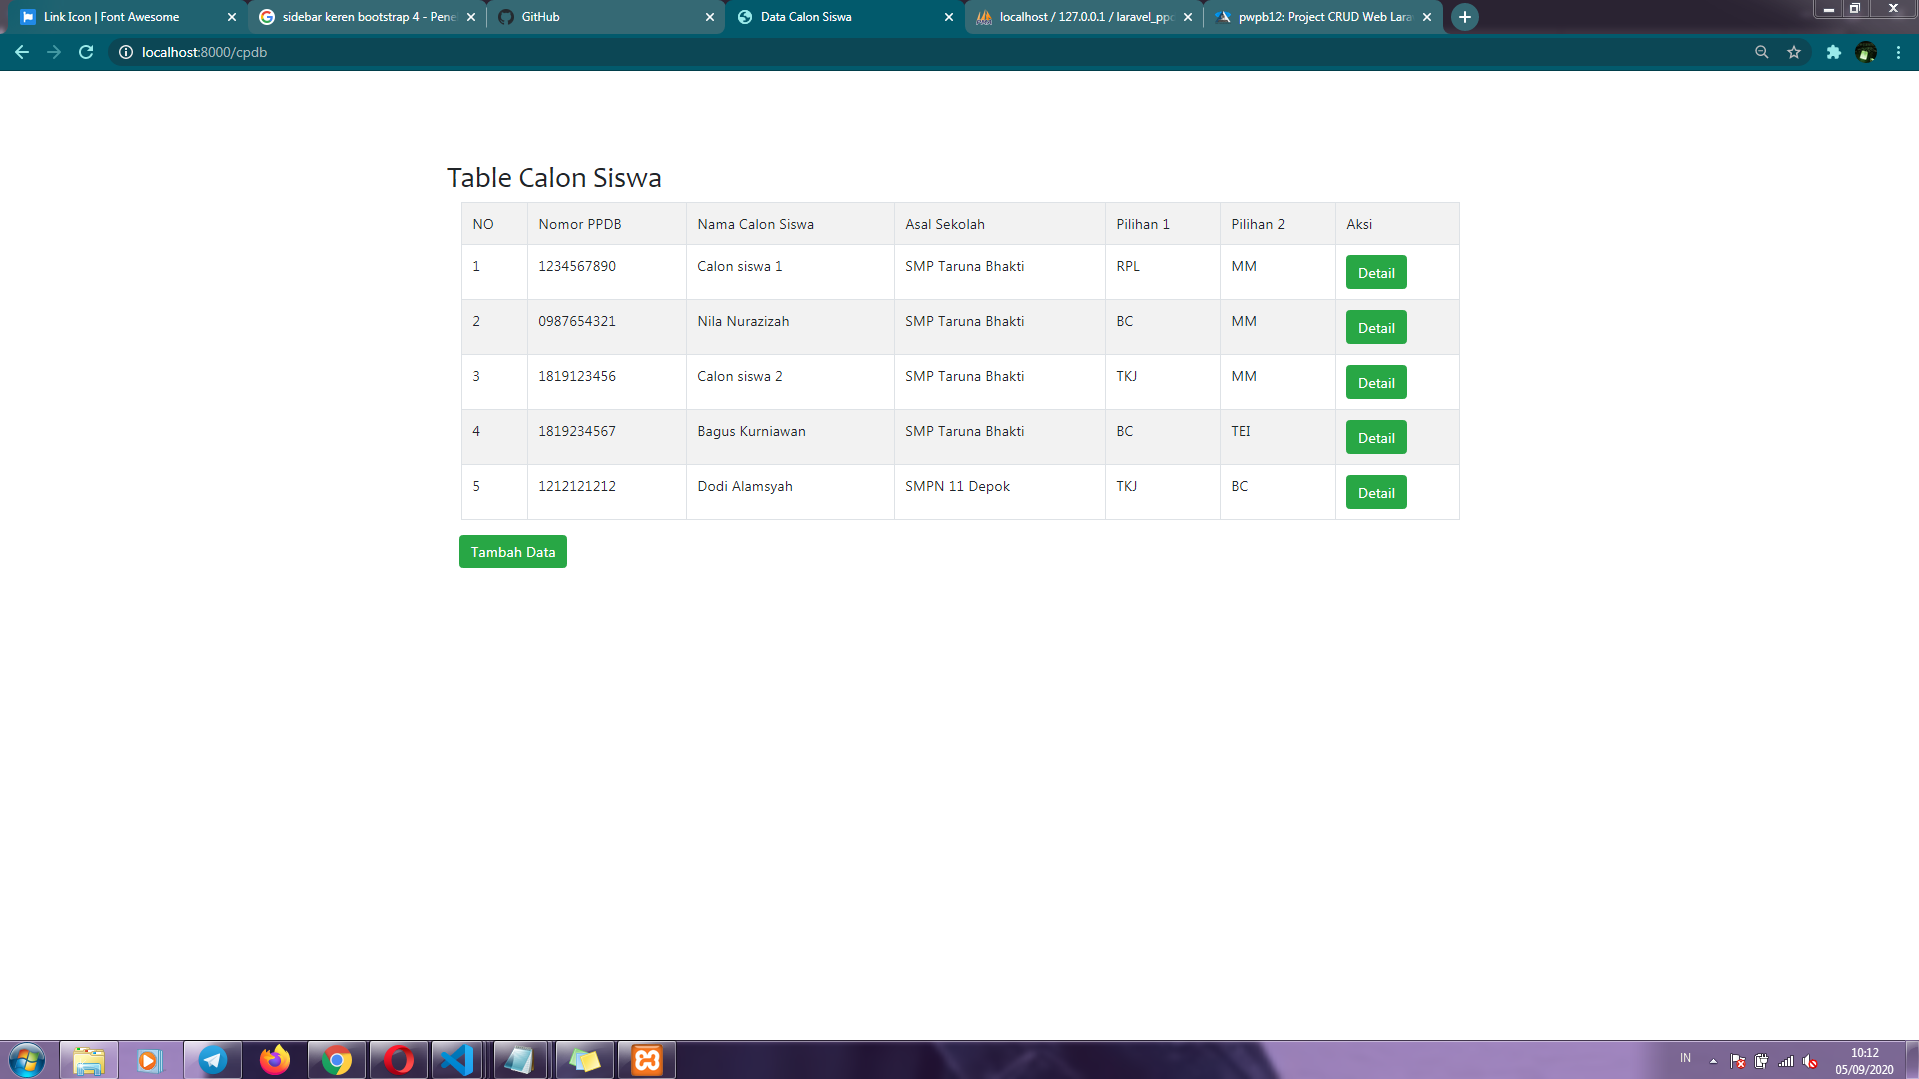 Link Icon | Font Awesome
sidebar keren bootstrap 4 - Pene
GitHub
Data Calon Siswa
localhost / 127.0.0.1 / laravel_ppd
pwpb12: Project CRUD Web Lara
localhost:8000/cpdb
Table Calon Siswa
NO Nomor PPDB Nama Calon Siswa Asal Sekolah Pilihan 1 Pilihan 2 Aksi
1 1234567890 Calon siswa 1 SMP Taruna Bhakti RPL MM Detail
2 0987654321 Nila Nurazizah SMP Taruna Bhakti BC MM Detail
3 1819123456 Calon siswa 2 SMP Taruna Bhakti TKJ MM Detail
4 1819234567 Bagus Kurniawan SMP Taruna Bhakti BC TEI Detail
5 1212121212 Dodi Alamsyah SMPN 11 Depok TKJ BC Detail
Tambah Data
IN
10:12
05/09/2020